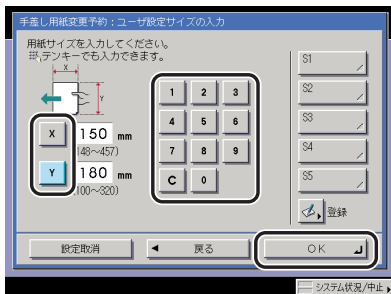 手差し用紙変更予約：ユーザ設定サイズの入力
用紙サイズを入力してください。
テンキーでも入力できます。
X
Y
X 150 mm
(148〜457)
Y 180 mm
(100〜320)
1 2 3
4 5 6
7 8 9
C 0
S1
S2
S3
S4
S5
登録
設定取消
戻る
OK
システム状況/中止